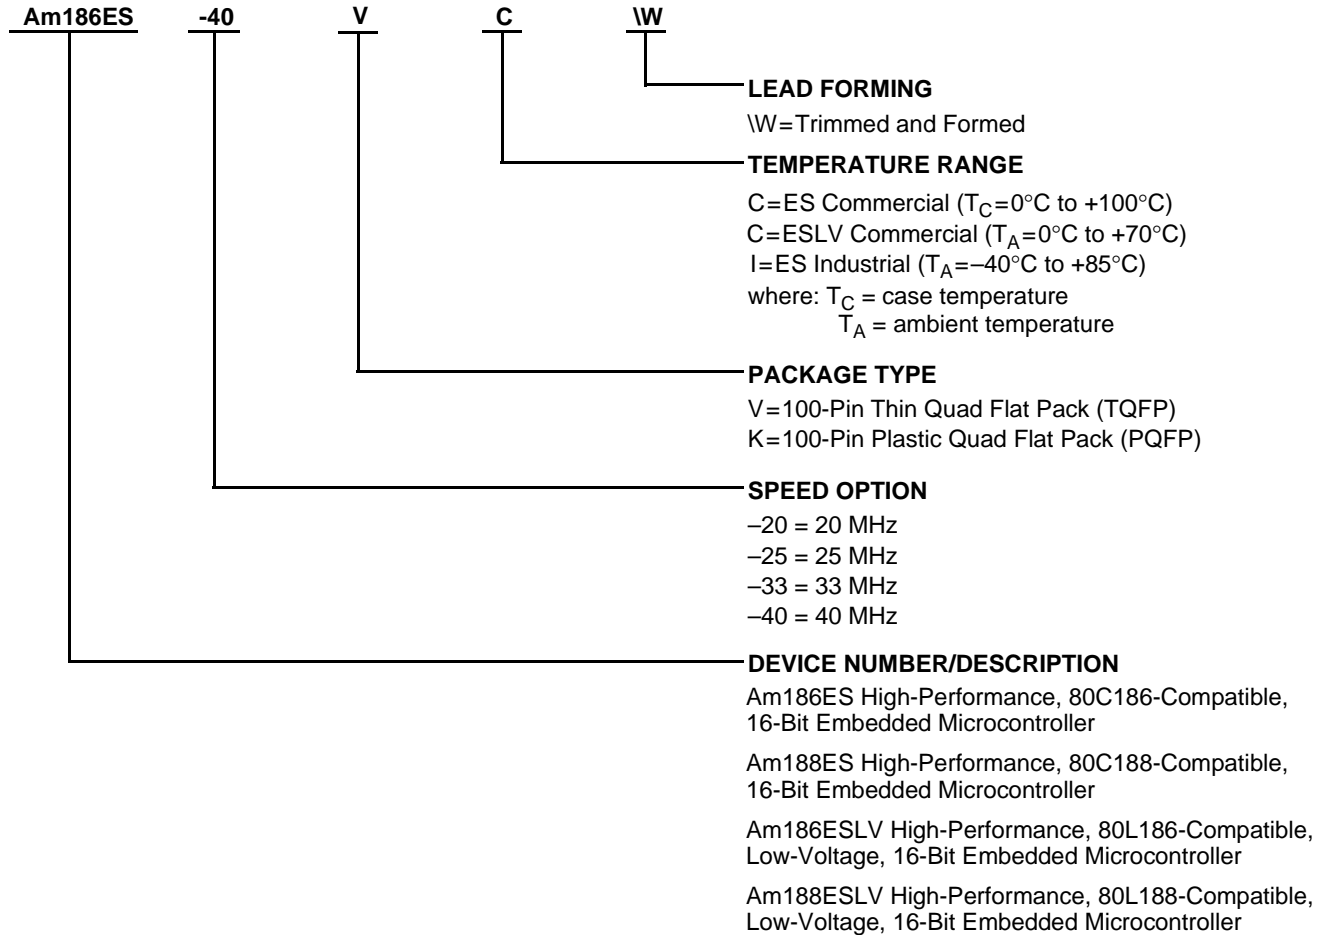 Am186ES -40 V C \W
LEAD FORMING
\W=Trimmed and Formed
TEMPERATURE RANGE
C=ES Commercial (TC=0°C to +100°C)
C=ESLV Commercial (TA=0°C to +70°C)
I=ES Industrial (TA=–40°C to +85°C)
where: TC = case temperature
TA = ambient temperature
PACKAGE TYPE
V=100-Pin Thin Quad Flat Pack (TQFP)
K=100-Pin Plastic Quad Flat Pack (PQFP)
SPEED OPTION
–20 = 20 MHz
–25 = 25 MHz
–33 = 33 MHz
–40 = 40 MHz
DEVICE NUMBER/DESCRIPTION
Am186ES High-Performance, 80C186-Compatible,
16-Bit Embedded Microcontroller
Am188ES High-Performance, 80C188-Compatible,
16-Bit Embedded Microcontroller
Am186ESLV High-Performance, 80L186-Compatible,
Low-Voltage, 16-Bit Embedded Microcontroller
Am188ESLV High-Performance, 80L188-Compatible,
Low-Voltage, 16-Bit Embedded Microcontroller